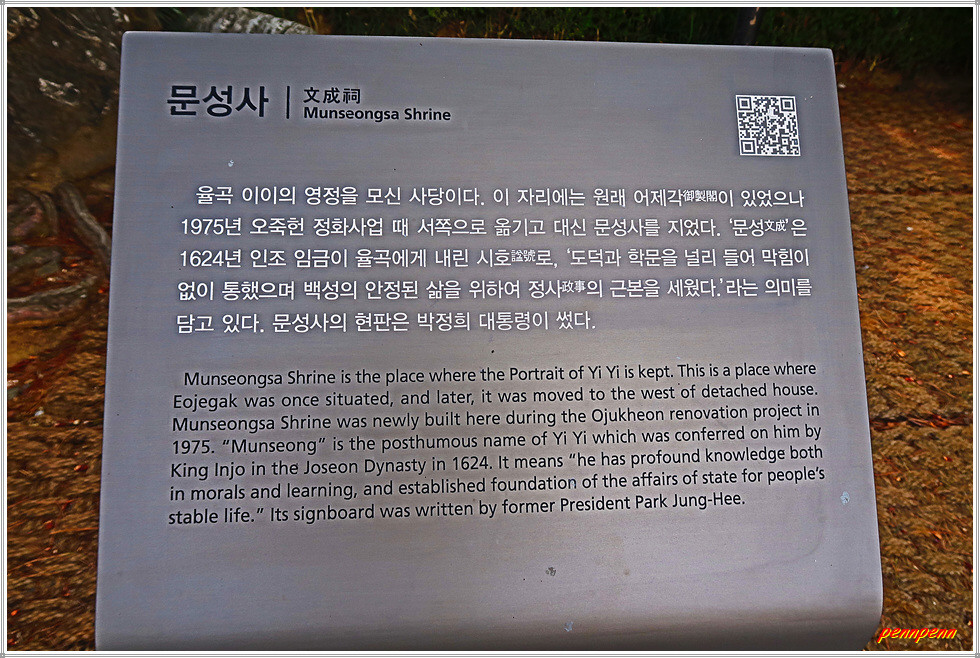 문성사 | 文成祠
Munseongsa Shrine
율곡 이이의 영정을 모신 사당이다. 이 자리에는 원래 어제각御製閣이 있었으나
1975년 오죽헌 정화사업 때 서쪽으로 옮기고 대신 문성사를 지었다. ‘문성文成’은
1624년 인조 임금이 율곡에게 내린 시호諡號로, ‘도덕과 학문을 널리 들어 막힘이
없이 통했으며 백성의 안정된 삶을 위하여 정사政事의 근본을 세웠다.’라는 의미를
담고 있다. 문성사의 현판은 박정희 대통령이 썼다.
Munseongsa Shrine is the place where the Portrait of Yi Yi is kept. This is a place where
Eojegak was once situated, and later, it was moved to the west of detached house.
Munseongsa Shrine was newly built here during the Ojukheon renovation project in
1975. “Munseong” is the posthumous name of Yi Yi which was conferred on him by
King Injo in the Joseon Dynasty in 1624. It means “he has profound knowledge both
in morals and learning, and established foundation of the affairs of state for people’s
stable life.” Its signboard was written by former President Park Jung-Hee.
pennpenn